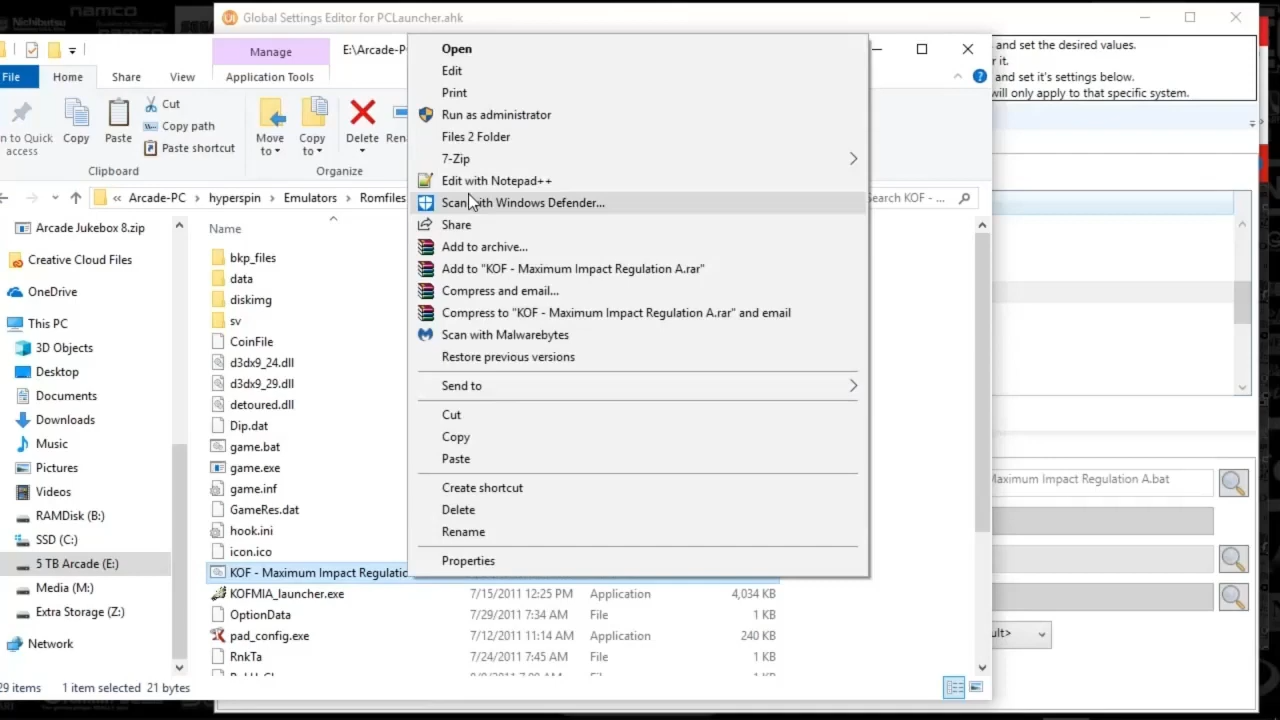 Nichibutsu
namco
Global Settings Editor for PCLauncher.ahk
Manage
E:\Arcade-P
and set the desired values.
r it.
and set it's settings below.
will only apply to that specific system.
File
Home
Share
View
Application Tools
n to Quick
access
Copy
Paste
Cut
Copy path
Paste shortcut
Clipboard
Move
to
Copy
to
Delete
Organize
« Arcade-PC > hyperspin > Emulators > Romfiles
Search KOF - ...
Arcade Jukebox 8.zip
Creative Cloud Files
OneDrive
This PC
3D Objects
Desktop
Documents
Downloads
Music
Pictures
Videos
RAMDisk (B:)
SSD (C:)
5 TB Arcade (E:)
Media (M:)
Extra Storage (Z:)
Network
Name
bkp_files
data
diskimg
sv
CoinFile
d3dx9_24.dll
d3dx9_29.dll
detoured.dll
Dip.dat
game.bat
game.exe
game.inf
GameRes.dat
hook.ini
icon.ico
KOF - Maximum Impact Regulatio
KOFMIA_launcher.exe 7/15/2011 12:25 PM Application 4,034 KB
OptionData 7/29/2011 7:34 AM File 1 KB
pad_config.exe 7/12/2011 11:14 AM Application 240 KB
RnkTa 7/24/2011 7:45 AM File 1 KB
Open
Edit
Print
Run as administrator
Files 2 Folder
7-Zip
Edit with Notepad++
Scan with Windows Defender...
Share
Add to archive...
Add to "KOF - Maximum Impact Regulation A.rar"
Compress and email...
Compress to "KOF - Maximum Impact Regulation A.rar" and email
Scan with Malwarebytes
Restore previous versions
Send to
Cut
Copy
Paste
Create shortcut
Delete
Rename
Properties
Maximum Impact Regulation A.bat
ult>
29 items 1 item selected 21 bytes